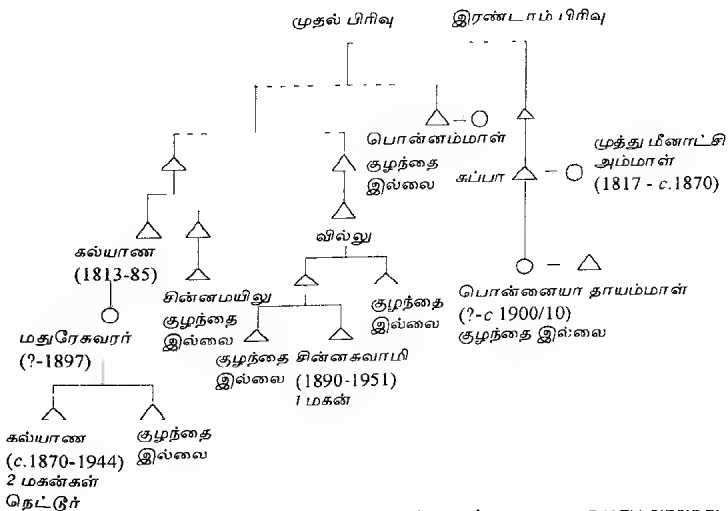 முதல் பிரிவு
இரண்டாம் பிரிவு
பொன்னம்மாள்
குழந்தை
இல்லை
சுப்பா
முத்து மீனாட்சி
அம்மாள்
(1817 - c.1870)
கல்யாண
(1813-85)
சின்னமயிலு
குழந்தை
இல்லை
வில்லு
குழந்தை
இல்லை
பொன்னையா தாயம்மாள்
(?-c 1900/10)
குழந்தை இல்லை
மதுரேசுவரர்
(?-1897)
குழந்தை
இல்லை
சின்னசுவாமி
(1890-1951)
1 மகன்
கல்யாண
(c.1870-1944)
2 மகன்கள்
நெட்டூர்
குழந்தை
இல்லை